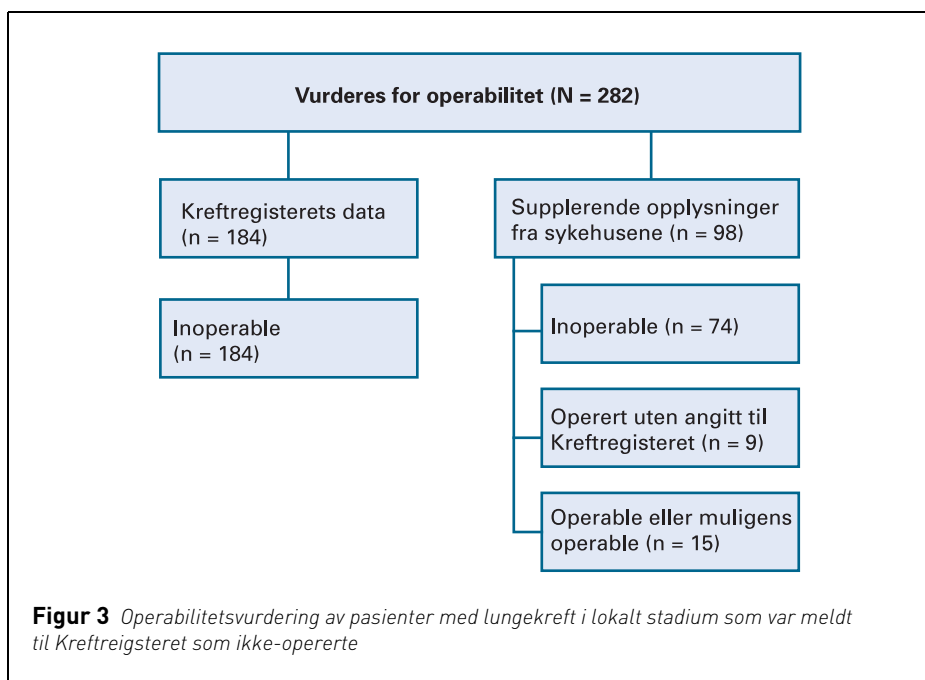 Vurderes for operabilitet (N = 282)
Kreftregisterets data
(n = 184)
Inoperable
(n = 184)
Supplerende opplysninger
fra sykehusene (n = 98)
Inoperable (n = 74)
Operert uten angitt til
Kreftregisteret (n = 9)
Operable eller muligens
operable (n = 15)
Figur 3 Operabilitetsvurdering av pasienter med lungekreft i lokalt stadium som var meldt
til Kreftreigsteret som ikke-opererte